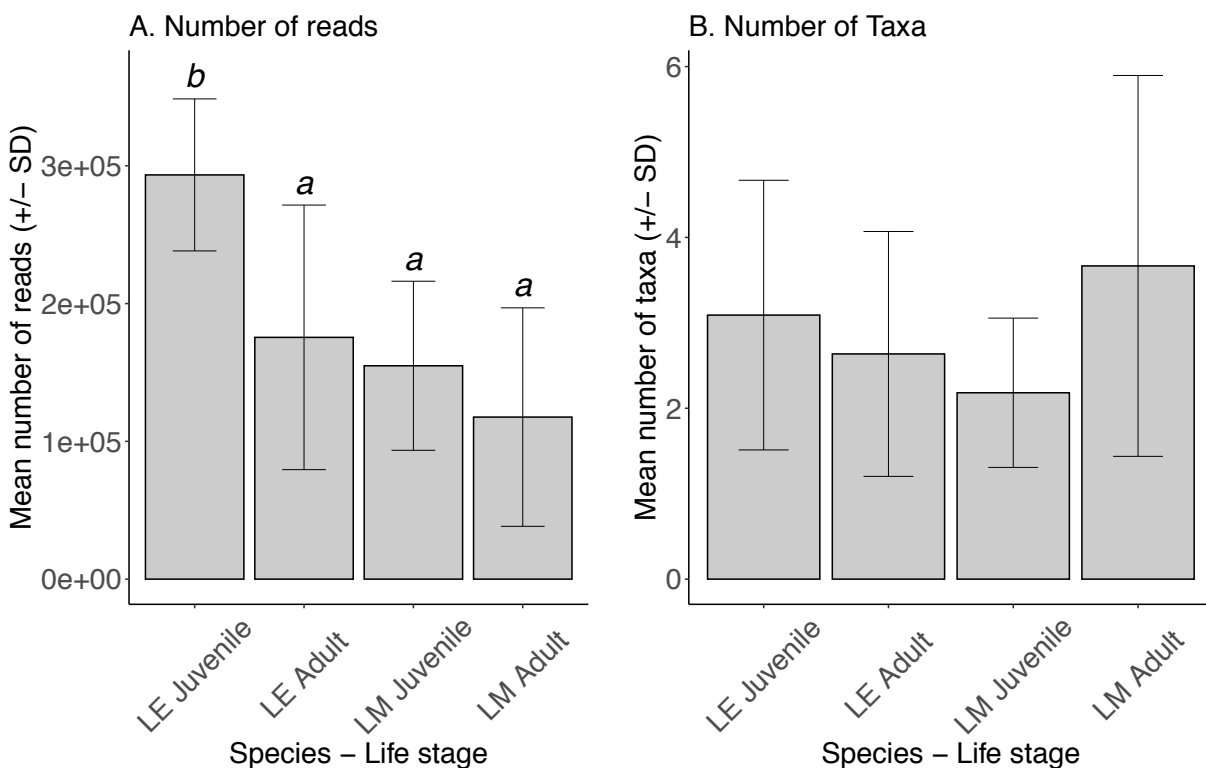 A. Number of reads
Mean number of reads (+/− SD)
3e+05
2e+05
1e+05
0e+00
b
a
a
a
LE Juvenile
LE Adult
LM Juvenile
LM Adult
Species − Life stage
B. Number of Taxa
Mean number of taxa (+/− SD)
6
4
2
0
LE Juvenile
LE Adult
LM Juvenile
LM Adult
Species − Life stage